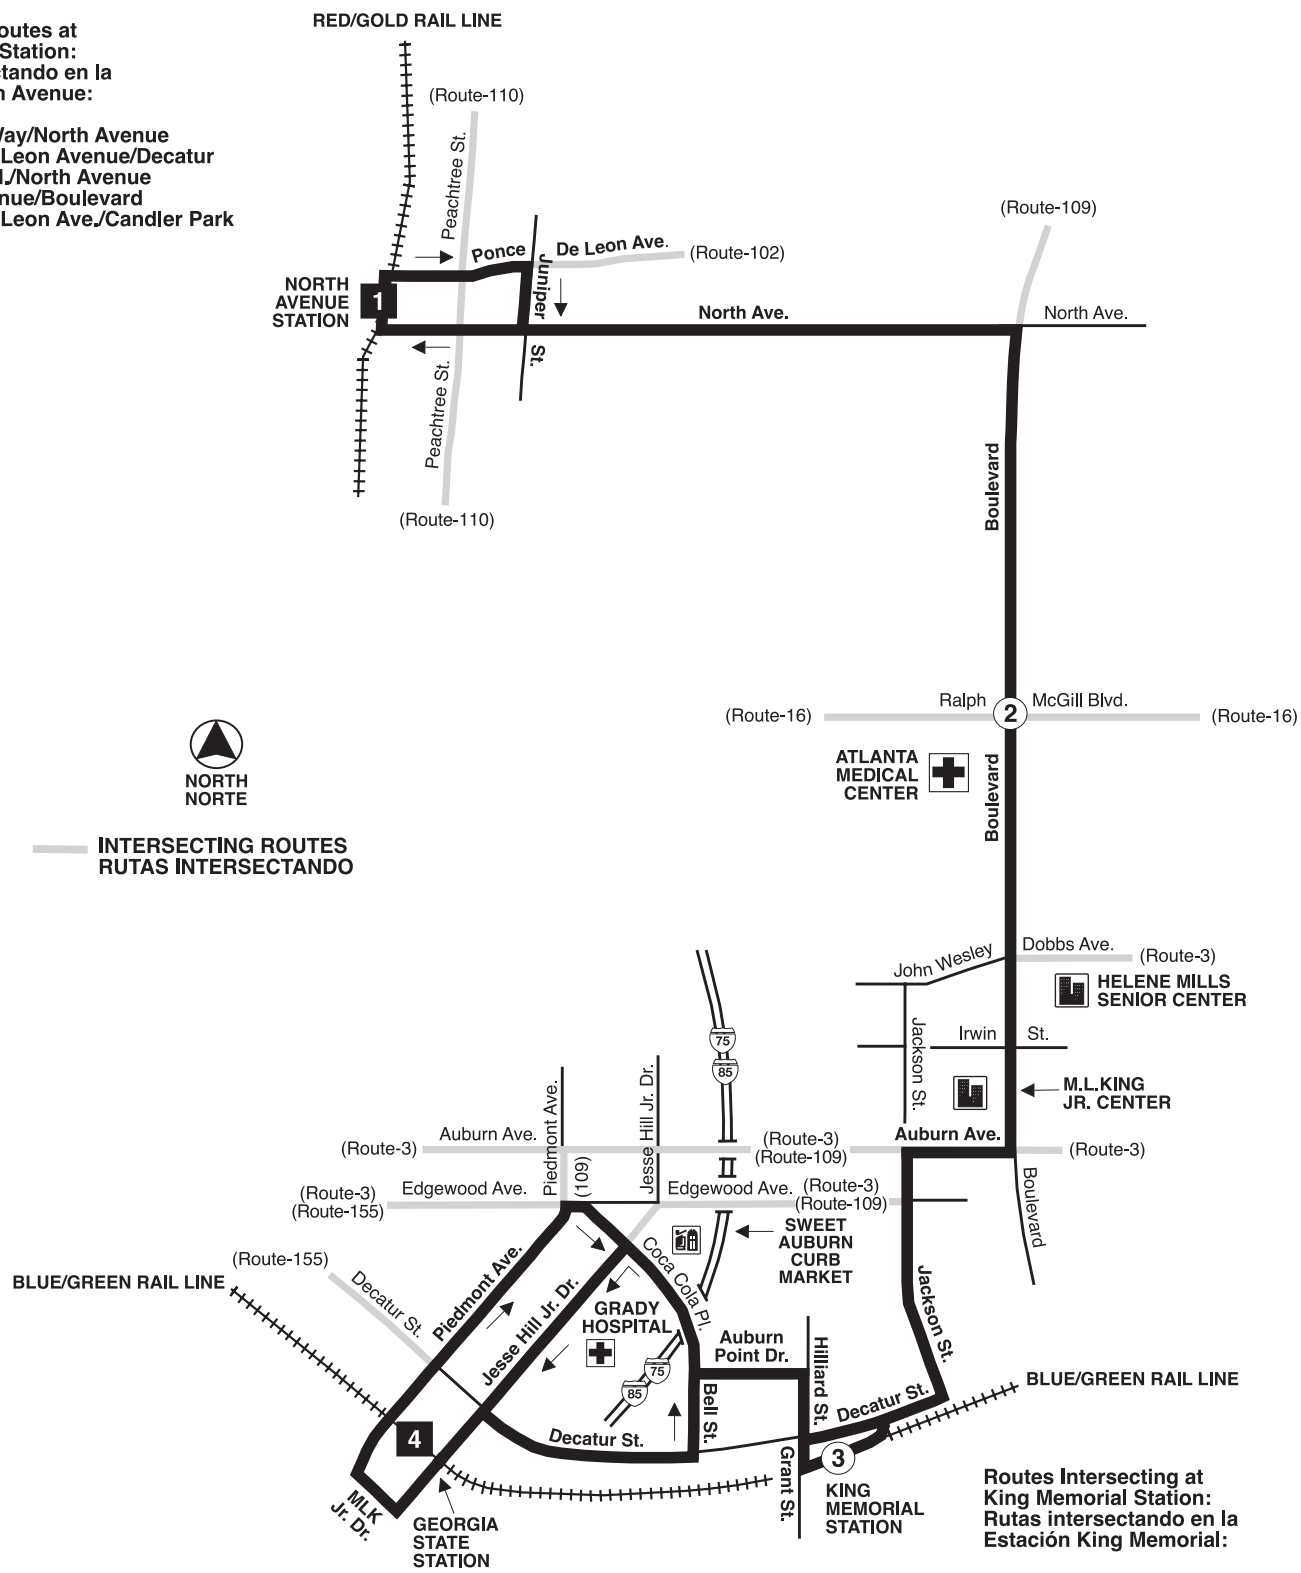 RED/GOLD RAIL LINE
outes at
Station:
tando en la
n Avenue:
ay/North Avenue
Leon Avenue/Decatur
./North Avenue
nue/Boulevard
Leon Ave./Candler Park
(Route-110)
Peachtree St.
(Route-109)
Ponce De Leon Ave. (Route-102)
Juniper St.
NORTH
AVENUE
STATION
1
North Ave.
North Ave.
Peachtree St.
(Route-110)
Boulevard
(Route-16)
Ralph McGill Blvd.
2
(Route-16)
ATLANTA
MEDICAL
CENTER
Boulevard
NORTH
NORTE
INTERSECTING ROUTES
RUTAS INTERSECTANDO
John Wesley Dobbs Ave. (Route-3)
HELENE MILLS
SENIOR CENTER
Jackson St.
Irwin St.
75
85
M.L.KING
JR. CENTER
Piedmont Ave.
Jesse Hill Jr. Dr.
(Route-3)
Auburn Ave.
(Route-3)
(Route-109)
Auburn Ave.
(Route-3)
(109)
(Route-3)
(Route-155)
Edgewood Ave.
Edgewood Ave.
(Route-3)
(Route-109)
Boulevard
SWEET
AUBURN
CURB
MARKET
(Route-155)
BLUE/GREEN RAIL LINE
Decatur St.
Piedmont Ave.
Jesse Hill Jr. Dr.
Coca Cola Pl.
GRADY
HOSPITAL
Jackson St.
Auburn
Point Dr.
Hilliard St.
75
85
BLUE/GREEN RAIL LINE
Bell St.
Decatur St.
4
Decatur St.
Grant St.
3
KING
MEMORIAL
STATION
MLK
Jr. Dr.
GEORGIA
STATE
STATION
Routes Intersecting at
King Memorial Station:
Rutas intersectando en la
Estación King Memorial: